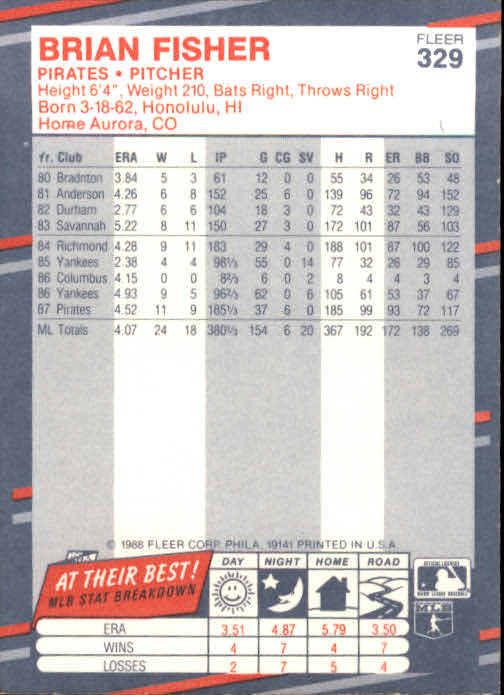 BRIAN FISHER
FLEER
329
PIRATES • PITCHER
Height 6'4", Weight 210, Bats Right, Throws Right
Born 3-18-62, Honolulu, HI
Home Aurora, CO
Yr. Club ERA W L IP G CG SV H R ER BB SO
80 Bradnton 3.84 5 3 61 12 0 0 55 34 26 53 48
81 Anderson 4.26 6 8 152 25 6 0 139 96 72 94 152
82 Durham 2.77 6 6 104 18 3 0 72 43 32 43 129
83 Savannah 5.22 8 11 150 27 3 0 172 101 87 56 103
84 Richmond 4.28 9 11 183 29 4 0 188 101 87 100 122
85 Yankees 2.38 4 4 98⅓ 55 0 14 77 32 26 29 85
86 Columbus 4.15 0 0 8⅔ 6 0 2 8 4 4 3 4
86 Yankees 4.93 9 5 96⅔ 62 0 6 105 61 53 37 67
87 Pirates 4.52 11 9 185⅓ 37 6 0 185 99 93 72 117
ML Totals 4.07 24 18 380⅓ 154 6 20 367 192 172 138 269
© 1988 FLEER CORP. PHILA. 19141 PRINTED IN U.S.A.
AT THEIR BEST!
MLB STAT BREAKDOWN
DAY NIGHT HOME ROAD
ERA 3.51 4.87 5.79 3.50
WINS 4 7 4 7
LOSSES 2 7 5 4